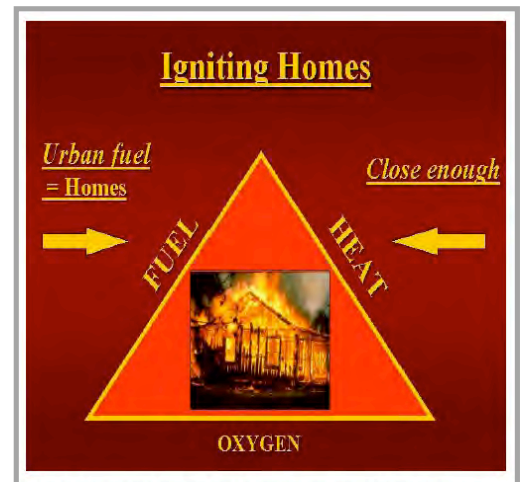 Igniting Homes
Urban fuel
= Homes
Close enough
FUEL
HEAT
OXYGEN